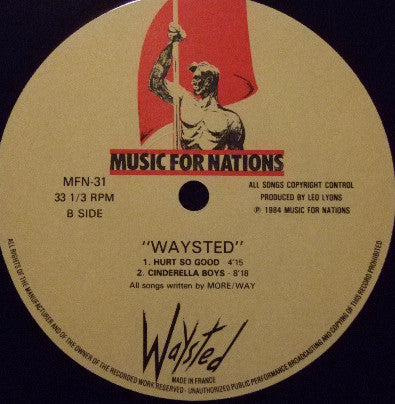 MUSIC FOR NATIONS
MFN-31
33 1/3 RPM
B SIDE
ALL SONGS COPYRIGHT CONTROL
PRODUCED BY LEO LYONS
℗ 1984 MUSIC FOR NATIONS
"WAYSTED"
1. HURT SO GOOD 4'15
2. CINDERELLA BOYS - 8'18
All songs written by MORE/WAY
Waysted
MADE IN FRANCE
ALL RIGHTS OF THE MANUFACTURER AND OF THE OWNER OF THE RECORDED WORK RESERVED - UNAUTHORIZED PUBLIC PERFORMANCE BROADCASTING AND COPYING OF THIS RECORD PROHIBITED